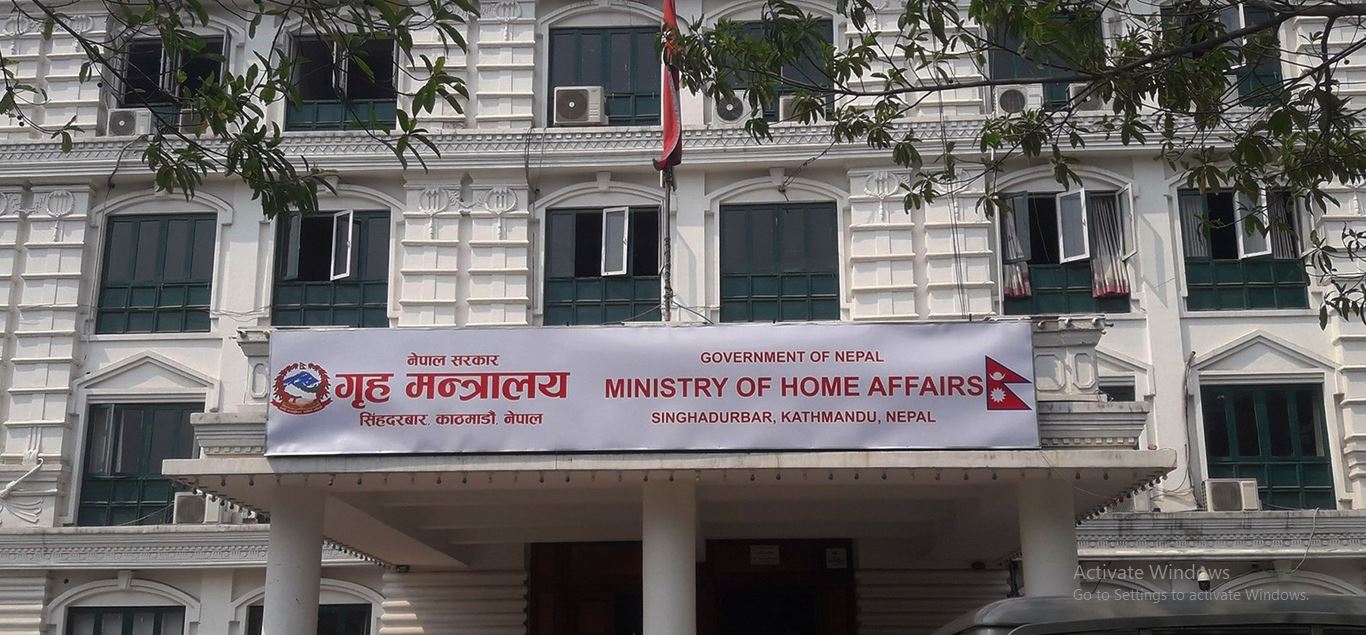 नेपाल सरकार
गृह मन्त्रालय
सिंहदरबार, काठमाडौं, नेपाल
GOVERNMENT OF NEPAL
MINISTRY OF HOME AFFAIRS
SINGHADURBAR, KATHMANDU, NEPAL
Activate Windows
Go to Settings to activate Windows.